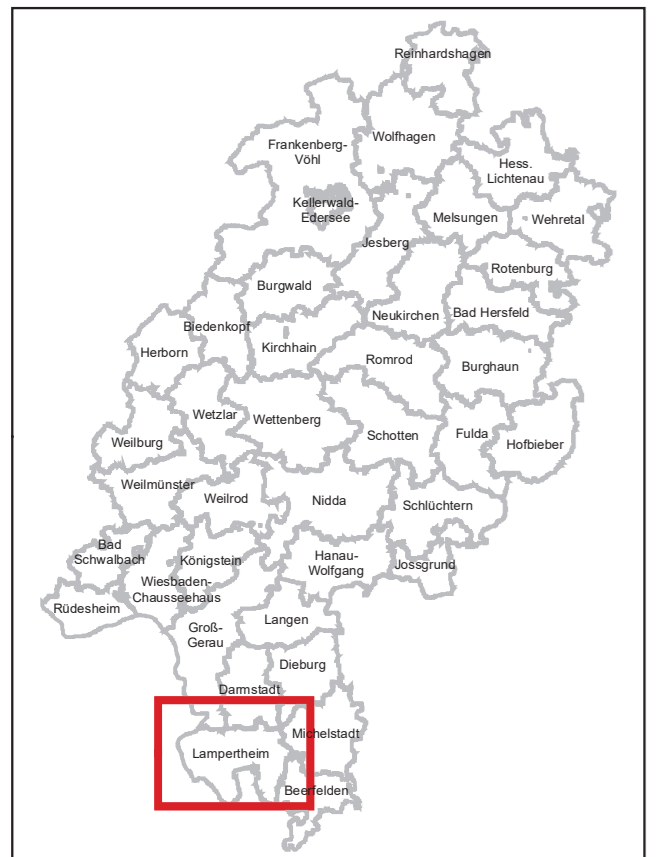 Reinhardshagen
Wolfhagen
Frankenberg-
Vöhl
Hess.
Lichtenau
Kellerwald-
Edersee
Melsungen
Wehretal
Jesberg
Rotenburg
Burgwald
Neukirchen
Bad Hersfeld
Biedenkopf
Kirchhain
Herborn
Romrod
Burghaun
Wetzlar
Wettenberg
Schotten
Fulda
Hofbieber
Weilburg
Weilmünster
Weilrod
Nidda
Schlüchtern
Bad
Schwalbach
Königstein
Hanau-
Wolfgang
Jossgrund
Wiesbaden-
Chausseehaus
Rüdesheim
Groß-
Gerau
Langen
Dieburg
Darmstadt
Michelstadt
Lampertheim
Beerfelden